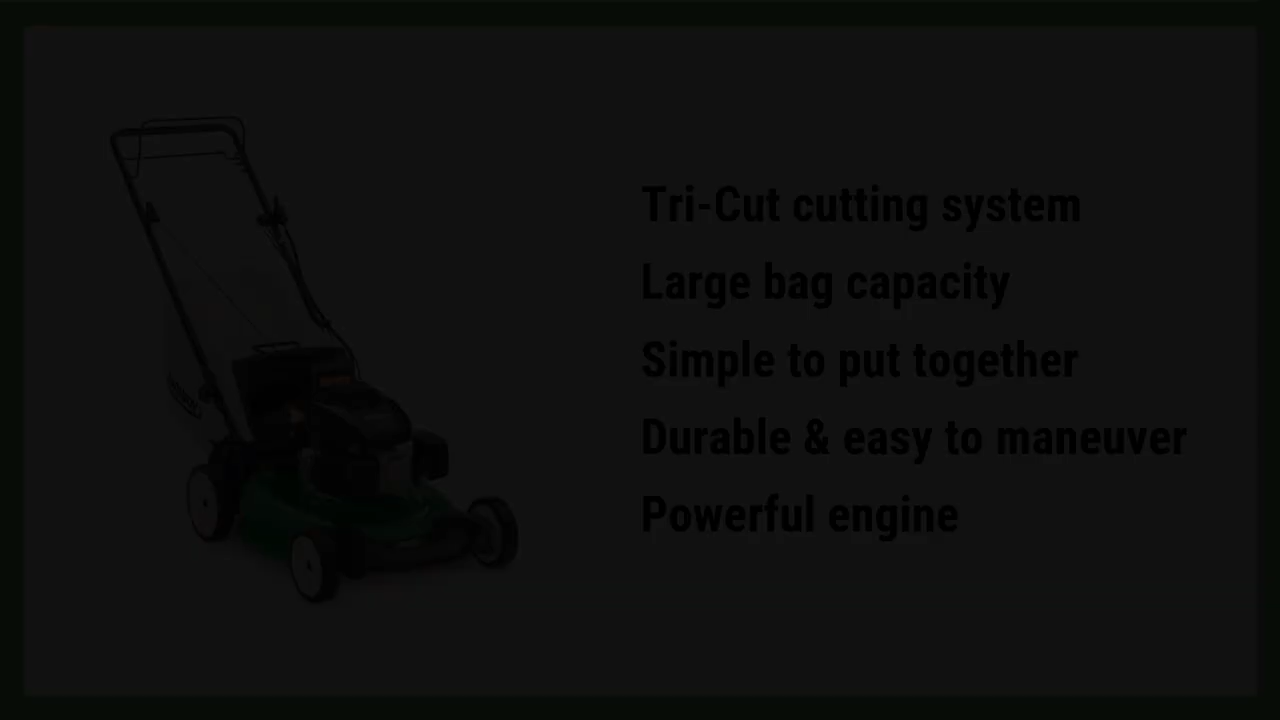 Tri-Cut cutting system
Large bag capacity
Simple to put together
Durable & easy to maneuver
Powerful engine